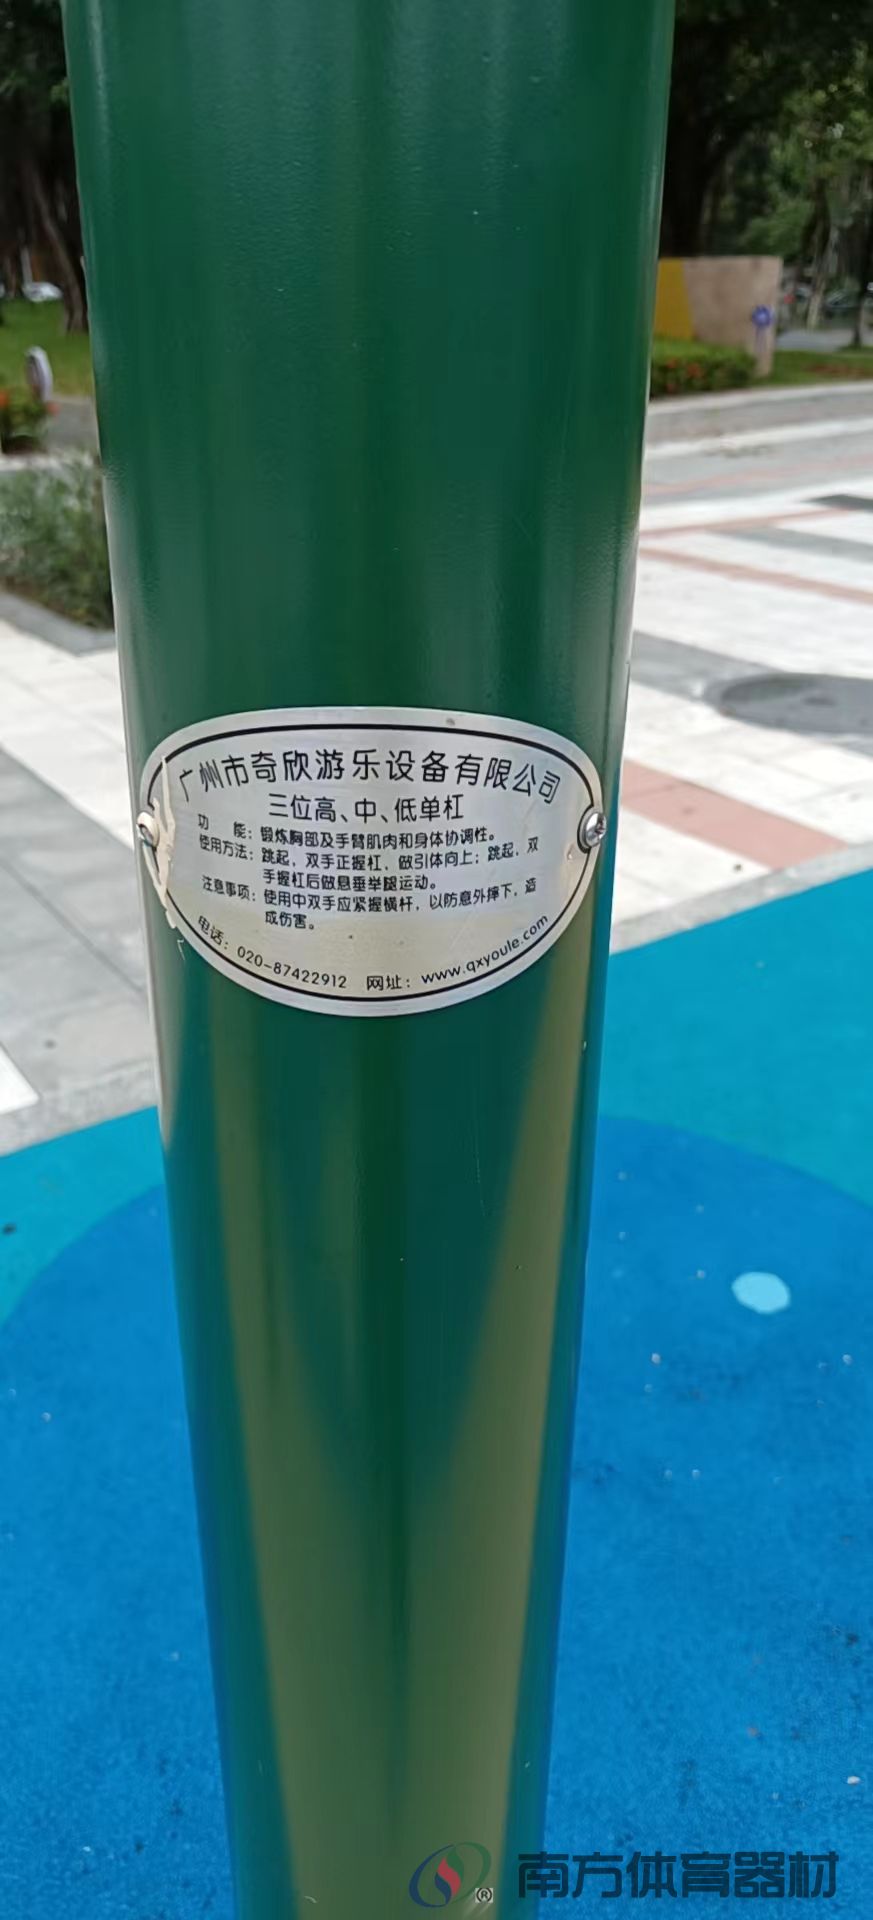 广州市奇欣游乐设备有限公司
三位高、中、低单杠
功　能：锻炼胸部及手臂肌肉和身体协调性。
使用方法：跳起，双手正握杠，做引体向上；跳起，双
手握杠后做悬垂举腿运动。
注意事项：使用中双手应紧握横杆，以防意外摔下，造
成伤害。
电话：020-87422912　网址：www.qxyoule.com
® 南方体育器材